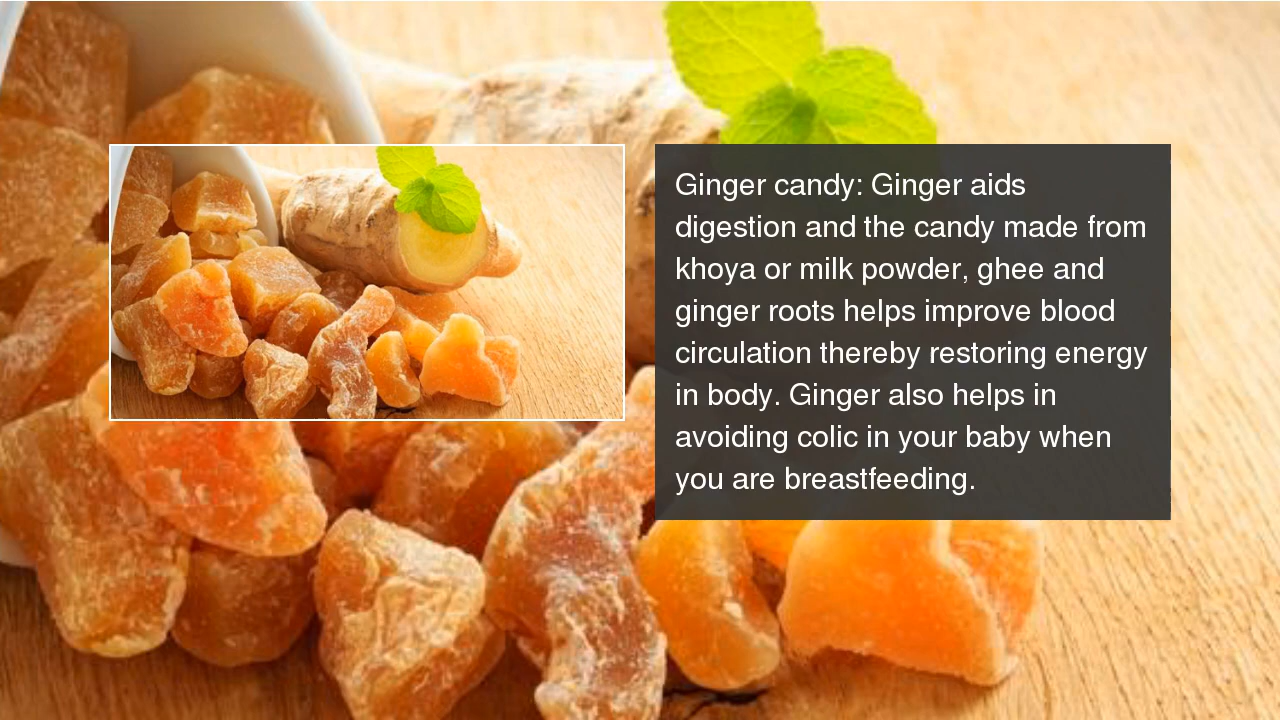 Ginger candy: Ginger aids
digestion and the candy made from
khoya or milk powder, ghee and
ginger roots helps improve blood
circulation thereby restoring energy
in body. Ginger also helps in
avoiding colic in your baby when
you are breastfeeding.